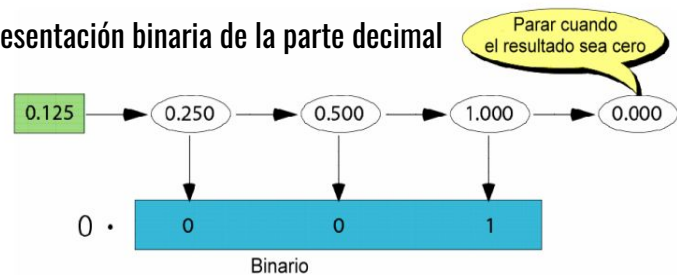 esentación binaria de la parte decimal
Parar cuando
el resultado sea cero
0.125 0.250 0.500 1.000 0.000
0 . 0 0 1
Binario